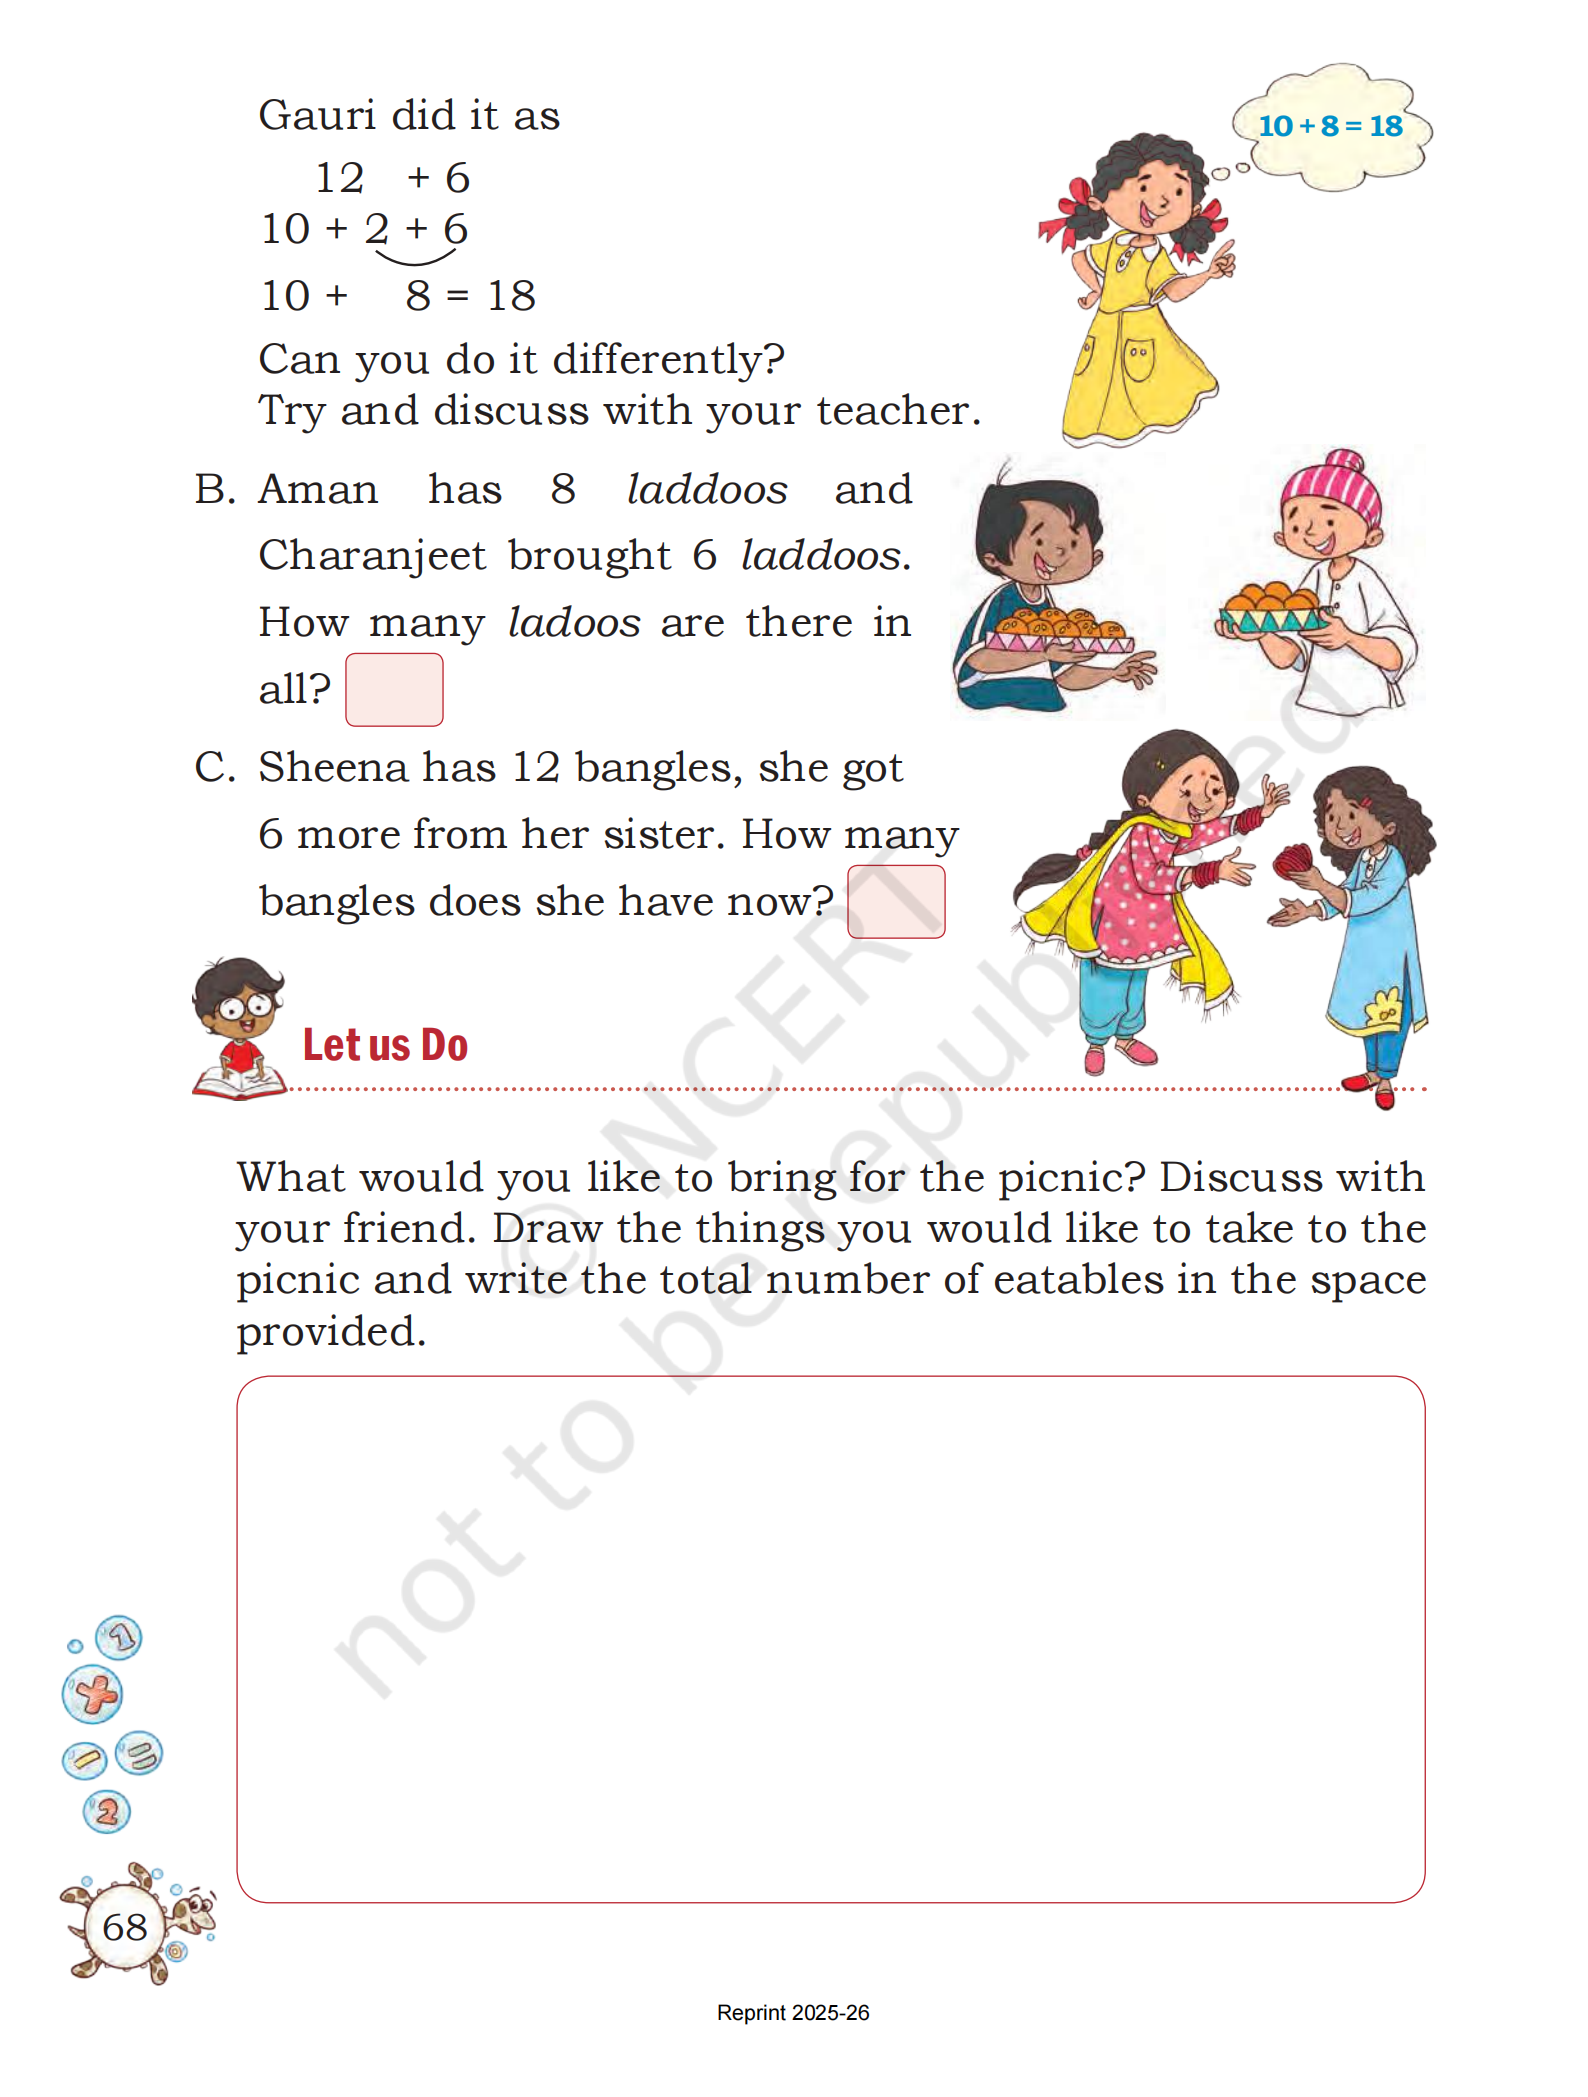 Gauri did it as
10 + 8 = 18
12 + 6
10 + 2 + 6
10 + 8 = 18
Can you do it differently?
Try and discuss with your teacher.
B. Aman has 8 laddoos and
Charanjeet brought 6 laddoos.
How many ladoos are there in
all?
C. Sheena has 12 bangles, she got
6 more from her sister. How many
bangles does she have now?
Let us Do
What would you like to bring for the picnic? Discuss with
your friend. Draw the things you would like to take to the
picnic and write the total number of eatables in the space
provided.
© NCERT
not to be republished
1
+
−
=
2
68
Reprint 2025-26